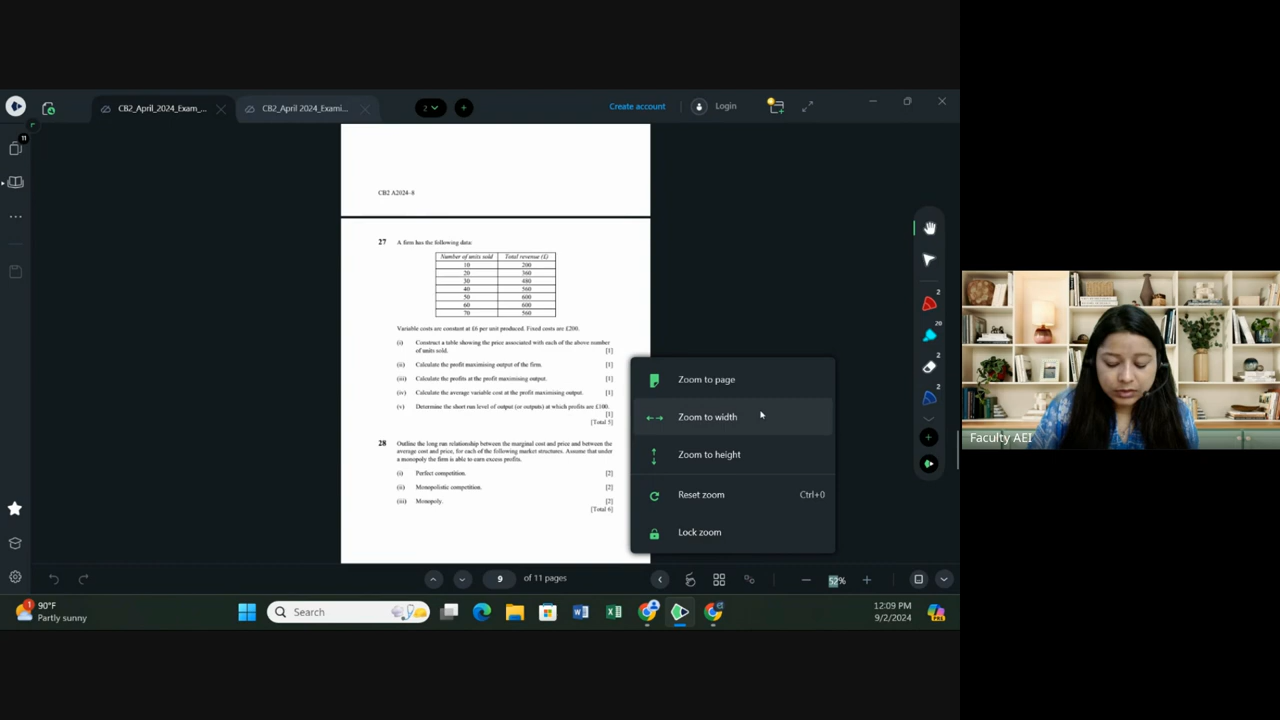 CB2_April_2024_Exam_...
CB2_April 2024_Exami...
2
Create account
Login
11
CB2 A2024–8
27 A firm has the following data:
Number of units sold Total revenue (£)
10 200
20 360
30 480
40 560
50 600
60 600
70 560
Variable costs are constant at £6 per unit produced. Fixed costs are £200.
(i) Construct a table showing the price associated with each of the above number
of units sold. [1]
(ii) Calculate the profit maximising output of the firm. [1]
(iii) Calculate the profits at the profit maximising output. [1]
(iv) Calculate the average variable cost at the profit maximising output. [1]
(v) Determine the short run level of output (or outputs) at which profits are £100.
[1]
[Total 5]
28 Outline the long run relationship between the marginal cost and price and between the
average cost and price, for each of the following market structures. Assume that under
a monopoly the firm is able to earn excess profits.
(i) Perfect competition. [2]
(ii) Monopolistic competition. [2]
(iii) Monopoly. [2]
[Total 6]
Zoom to page
Zoom to width
Zoom to height
Reset zoom Ctrl+0
Lock zoom
2
20
2
2
Faculty AEI
9 of 11 pages
52%
1
90°F
Partly sunny
Search
12:09 PM
9/2/2024